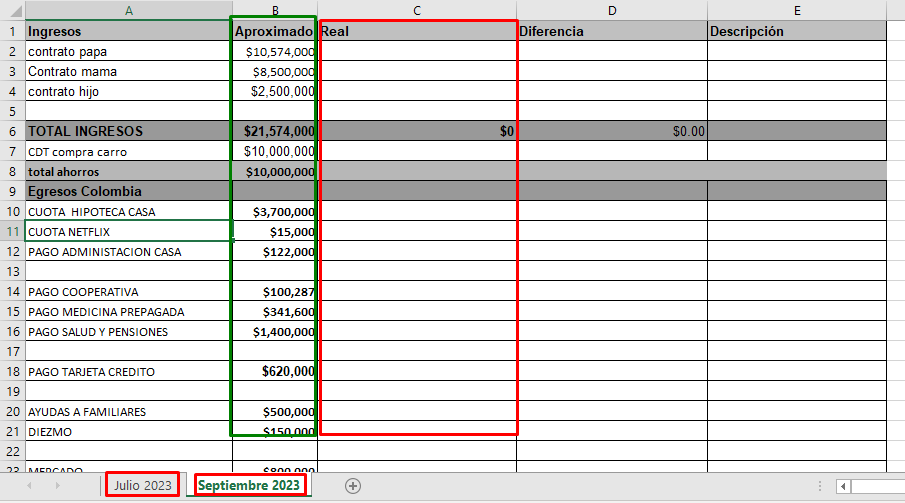 A B C D E
1 Ingresos Aproximado Real Diferencia Descripción
2 contrato papa $10,574,000
3 Contrato mama $8,500,000
4 contrato hijo $2,500,000
5
6 TOTAL INGRESOS $21,574,000 $0 $0.00
7 CDT compra carro $10,000,000
8 total ahorros $10,000,000
9 Egresos Colombia
10 CUOTA HIPOTECA CASA $3,700,000
11 CUOTA NETFLIX $15,000
12 PAGO ADMINISTACION CASA $122,000
13
14 PAGO COOPERATIVA $100,287
15 PAGO MEDICINA PREPAGADA $341,600
16 PAGO SALUD Y PENSIONES $1,400,000
17
18 PAGO TARJETA CREDITO $620,000
19
20 AYUDAS A FAMILIARES $500,000
21 DIEZMO $150,000
22
23 MERCADO $800,000
Julio 2023 Septiembre 2023